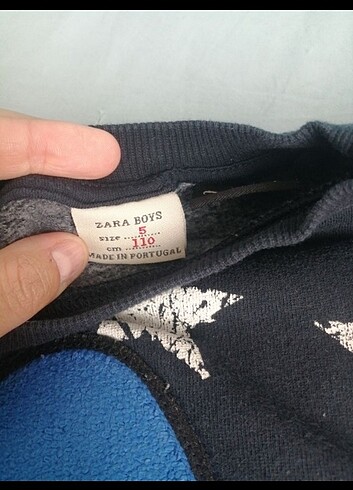 ZARA BOYS
size ........... 5
cm ........... 110
MADE IN PORTUGAL